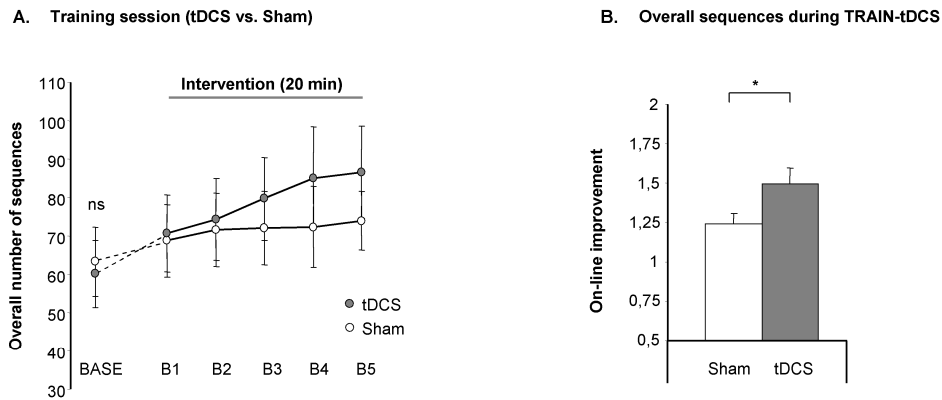 A. Training session (tDCS vs. Sham)
Intervention (20 min)
Overall number of sequences
110
100
90
80
70
60
50
40
30
ns
tDCS
Sham
BASE B1 B2 B3 B4 B5
B. Overall sequences during TRAIN-tDCS
*
On-line improvement
2
1,75
1,5
1,25
1
0,75
0,5
Sham tDCS